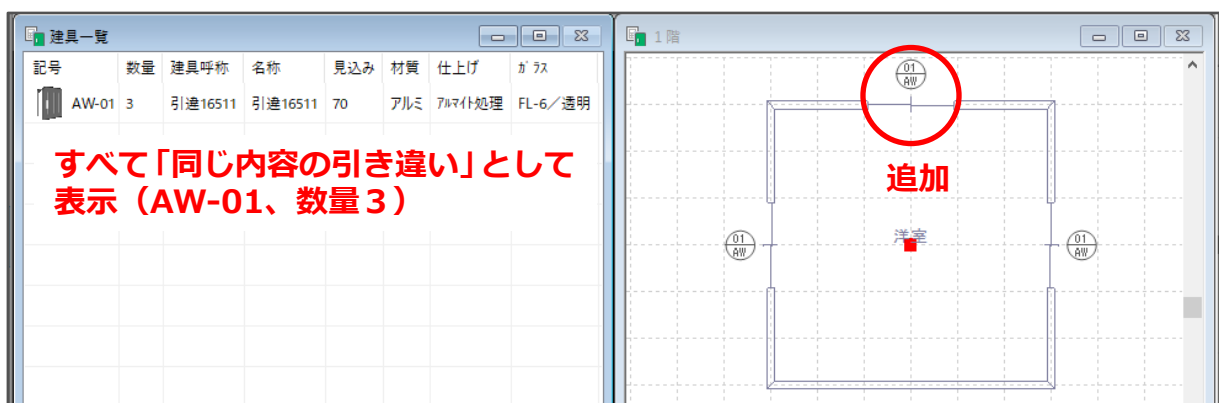 建具一覧
記号 数量 建具呼称 名称 見込み 材質 仕上げ ｶﾞﾗｽ
AW-01 3 引違16511 引違16511 70 アルミ ｱﾙﾏｲﾄ処理 FL-6／透明
すべて「同じ内容の引き違い」として
表示（AW-01、数量３）
1階
01
AW
追加
洋室
01
AW
01
AW